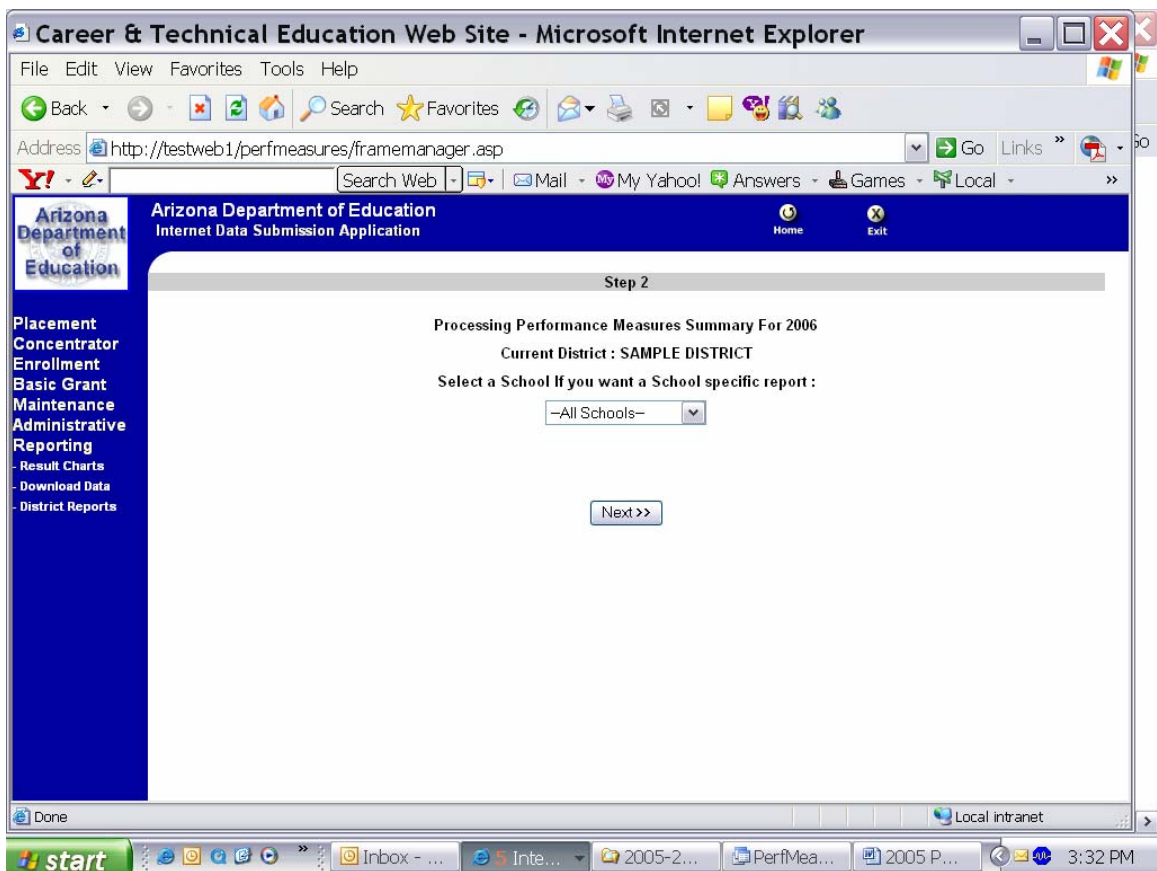 Career & Technical Education Web Site - Microsoft Internet Explorer
File Edit View Favorites Tools Help
Back Search Favorites
Address http://testweb1/perfmeasures/framemanager.asp Go Links »
Go
Y! Search Web Mail My Yahoo! Answers Games Local »
Arizona
Department
of
Education
Arizona Department of Education
Internet Data Submission Application
Home Exit
Step 2
Placement
Concentrator
Enrollment
Basic Grant
Maintenance
Administrative
Reporting
- Result Charts
- Download Data
- District Reports
Processing Performance Measures Summary For 2006
Current District : SAMPLE DISTRICT
Select a School If you want a School specific report :
--All Schools--
Next >>
Done Local intranet
start » Inbox - ... 5 Inte... 2005-2... PerfMea... 2005 P... 3:32 PM